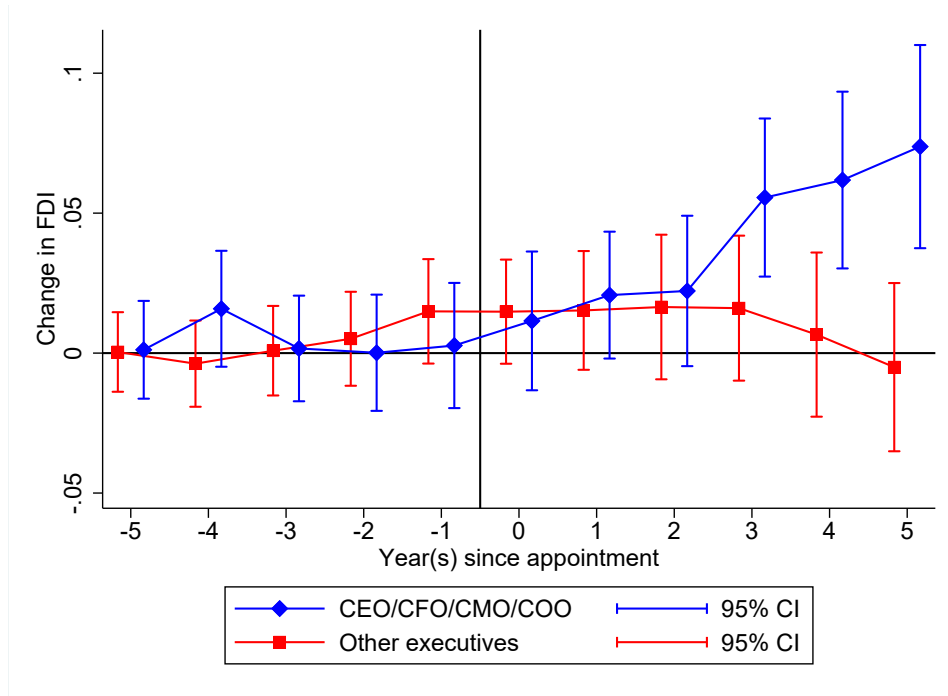 .1
.05
0
-.05
Change in FDI
-5 -4 -3 -2 -1 0 1 2 3 4 5
Year(s) since appointment
CEO/CFO/CMO/COO 95% CI
Other executives 95% CI